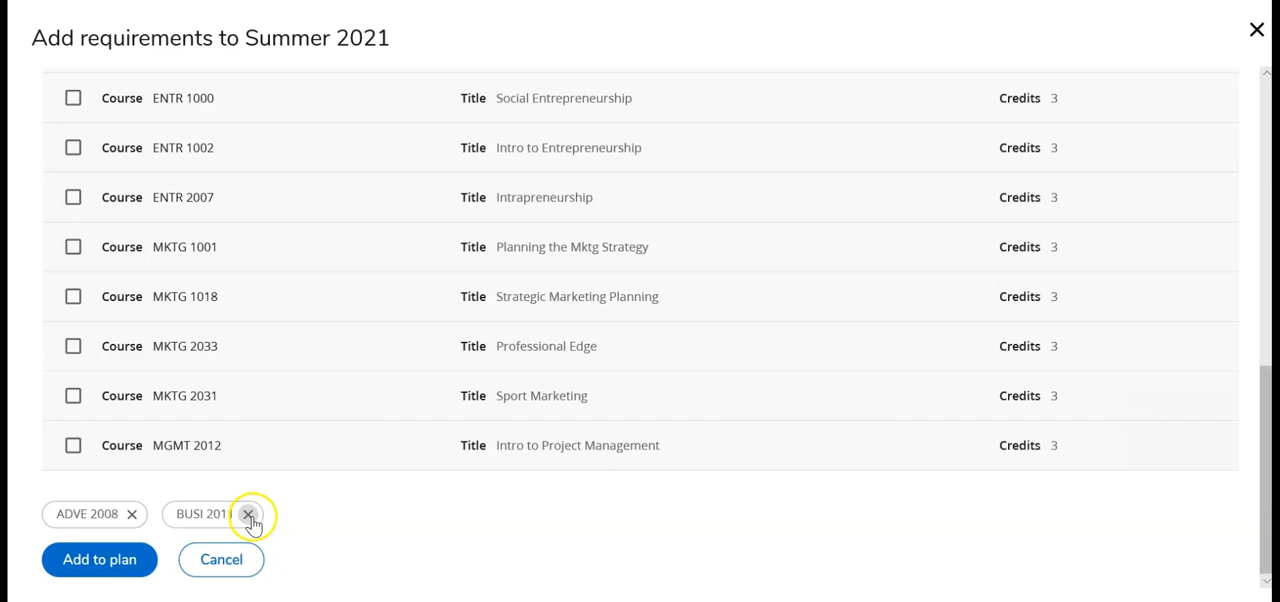 Add requirements to Summer 2021
Course ENTR 1000 Title Social Entrepreneurship Credits 3
Course ENTR 1002 Title Intro to Entrepreneurship Credits 3
Course ENTR 2007 Title Intrapreneurship Credits 3
Course MKTG 1001 Title Planning the Mktg Strategy Credits 3
Course MKTG 1018 Title Strategic Marketing Planning Credits 3
Course MKTG 2033 Title Professional Edge Credits 3
Course MKTG 2031 Title Sport Marketing Credits 3
Course MGMT 2012 Title Intro to Project Management Credits 3
ADVE 2008 BUSI
Add to plan Cancel